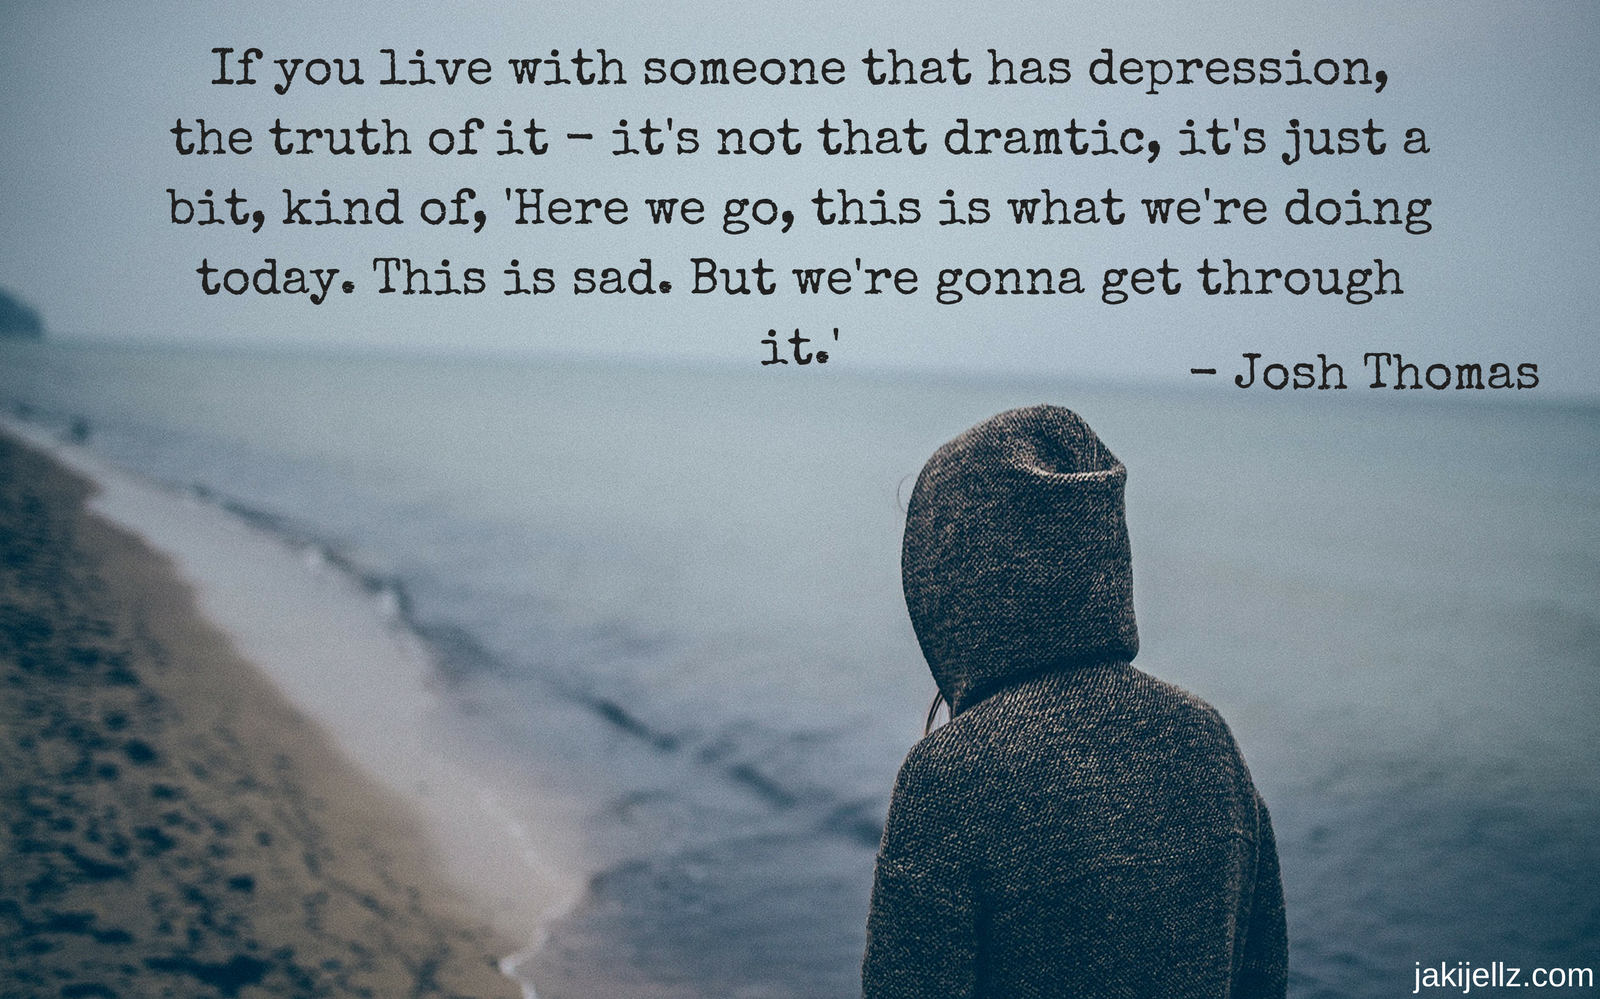 If you live with someone that has depression,
the truth of it - it's not that dramtic, it's just a
bit, kind of, 'Here we go, this is what we're doing
today. This is sad. But we're gonna get through
it.'
- Josh Thomas
jakijellz.com